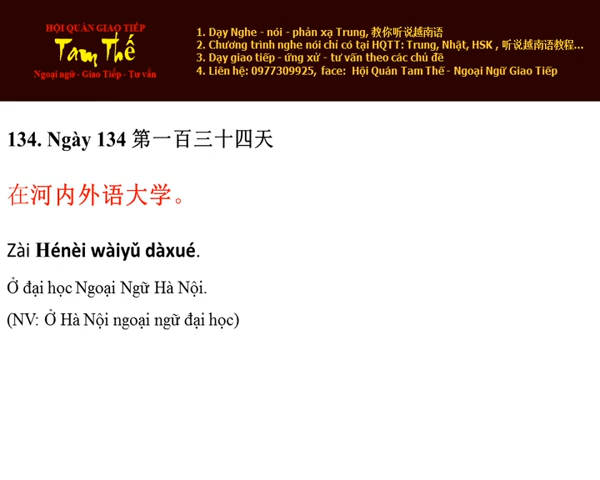 HỘI QUÁN GIAO TIẾP
Tam Thế
Ngoại ngữ - Giao Tiếp - Tư vấn
1. Dạy Nghe - nói - phản xạ Trung, 教你听说越南语
2. Chương trình nghe nói chỉ có tại HQTT: Trung, Nhật, HSK , 听说越南语教程...
3. Dạy giao tiếp - ứng xử - tư vấn theo các chủ đề
4. Liên hệ: 0977309925, face:  Hội Quán Tam Thế - Ngoại Ngữ Giao Tiếp
134. Ngày 134 第一百三十四天
在河内外语大学。
Zài Hénèi wàiyǔ dàxué.
Ở đại học Ngoại Ngữ Hà Nội.
(NV: Ở Hà Nội ngoại ngữ đại học)